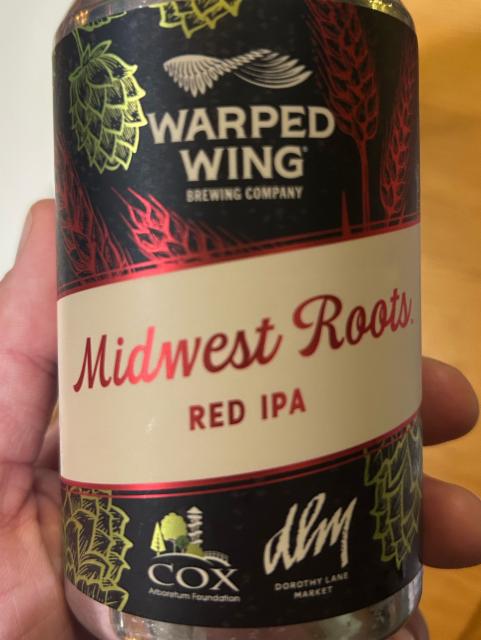 WARPED
WING®
BREWING COMPANY
Midwest Roots
RED IPA
COX
Arboretum Foundation
dlm
DOROTHY LANE
MARKET